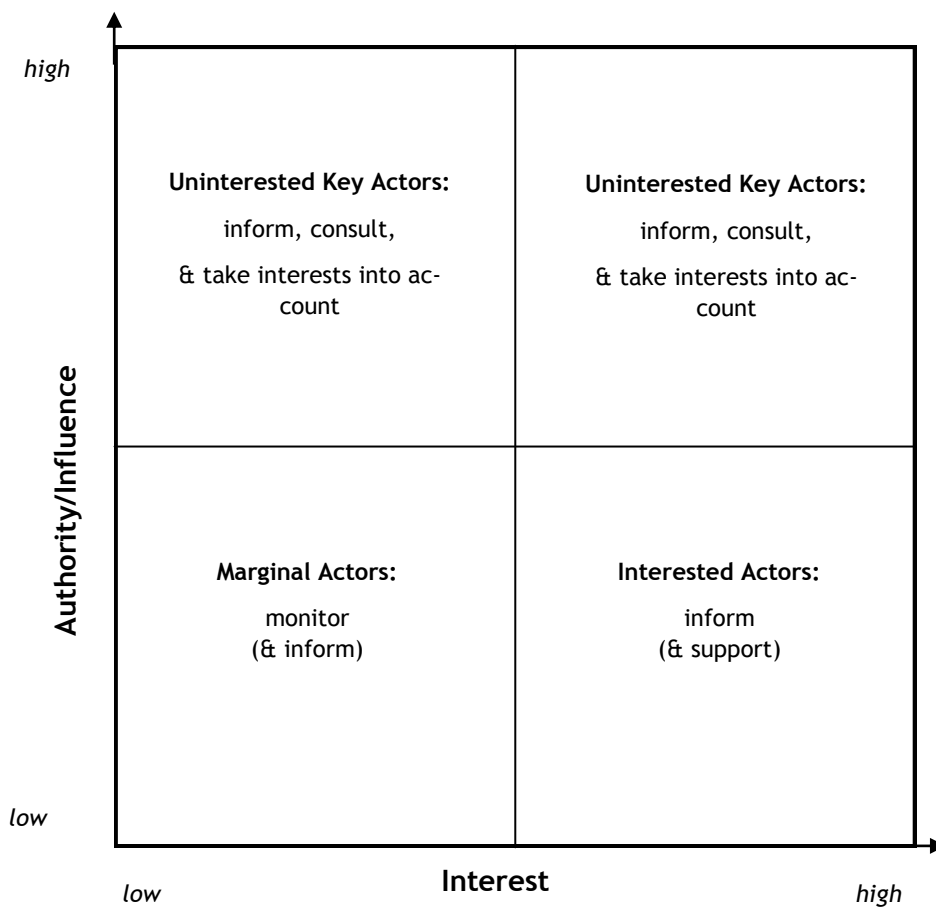 high
Uninterested Key Actors:
inform, consult,
& take interests into ac-
count
Uninterested Key Actors:
inform, consult,
& take interests into ac-
count
Authority/Influence
Marginal Actors:
monitor
(& inform)
Interested Actors:
inform
(& support)
low
low
Interest
high